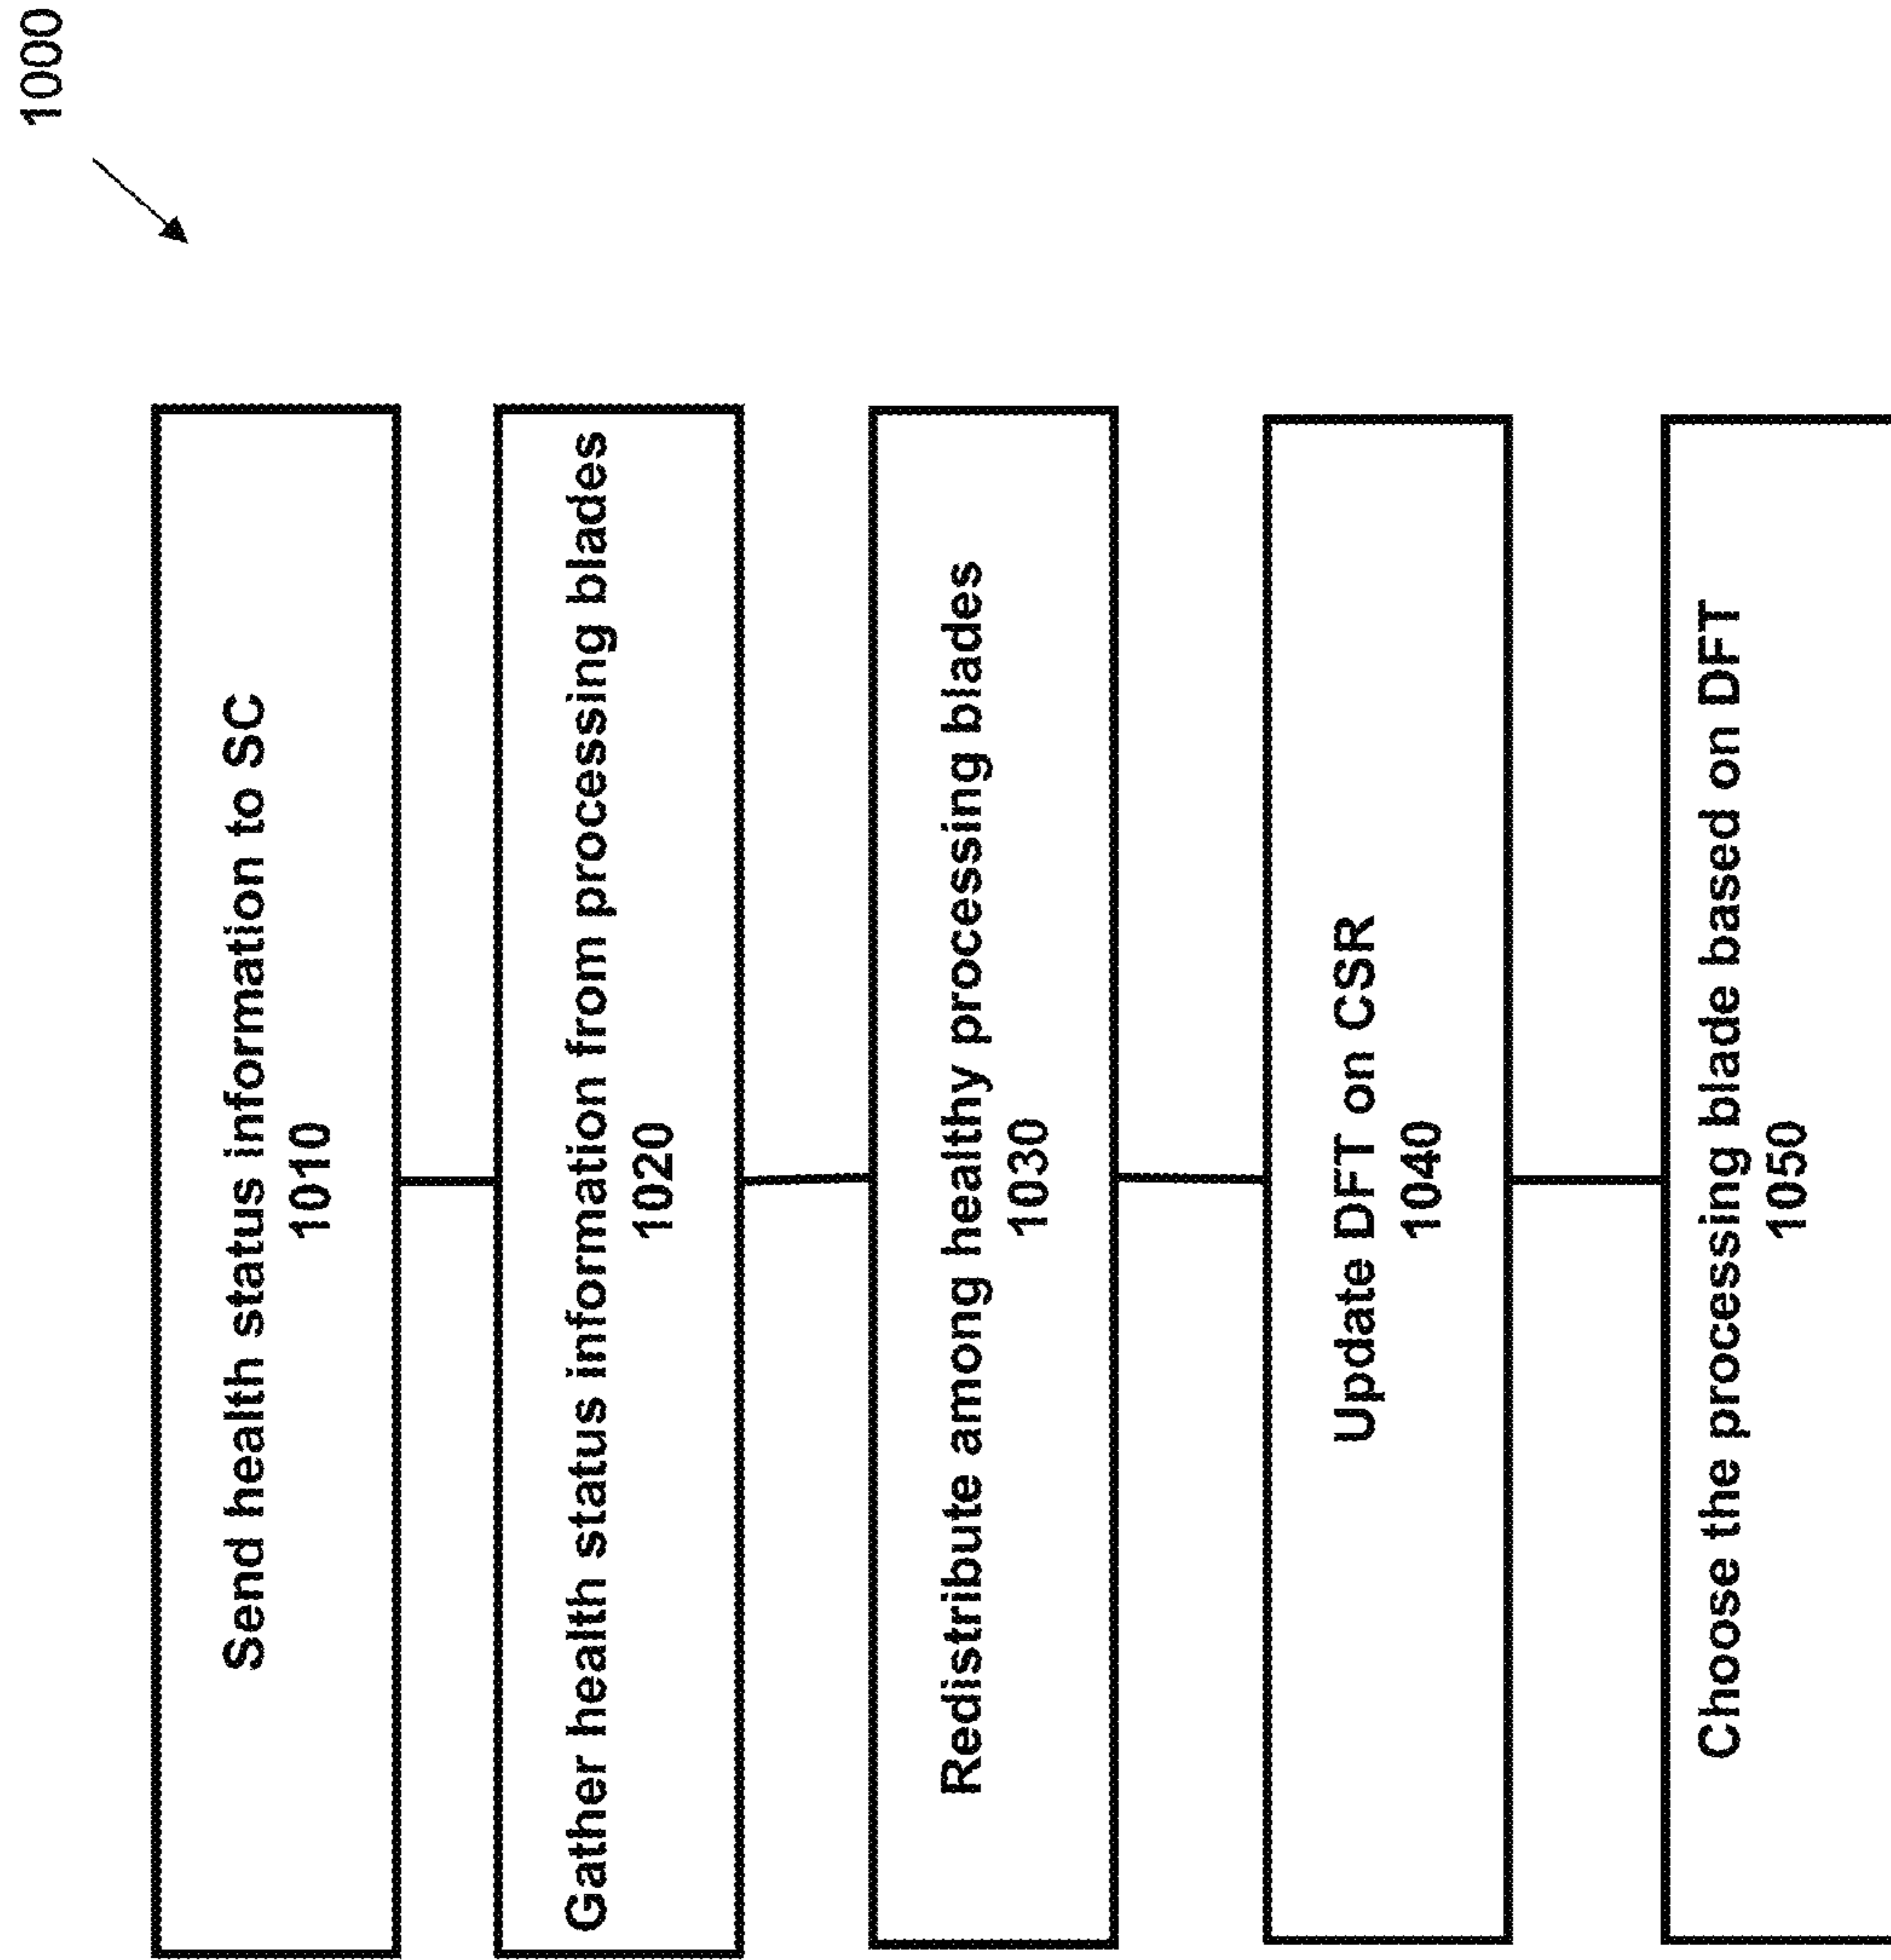 1000
Send health status information to SC
1010
Gather health status information from processing blades
1020
Redistribute among healthy processing blades
1030
Update DFT on CSR
1040
Choose the processing blade based on DFT
1050